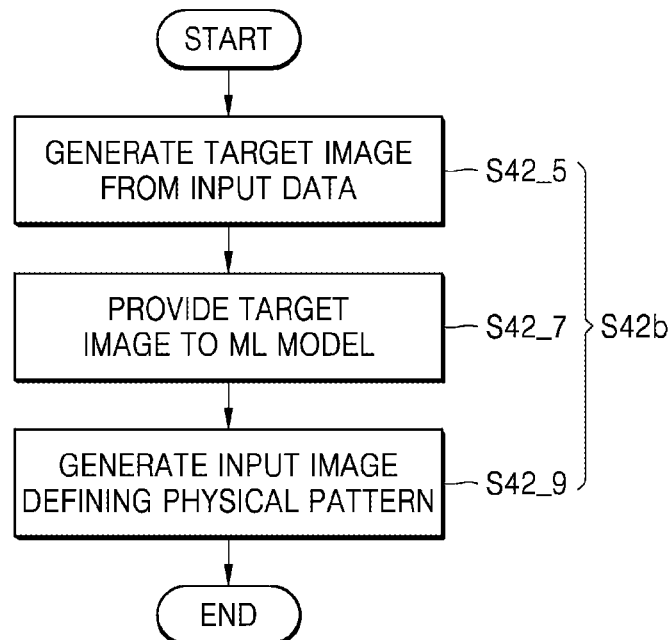 START
GENERATE TARGET IMAGE
FROM INPUT DATA
S42_5
PROVIDE TARGET
IMAGE TO ML MODEL
S42_7
S42b
GENERATE INPUT IMAGE
DEFINING PHYSICAL PATTERN
S42_9
END